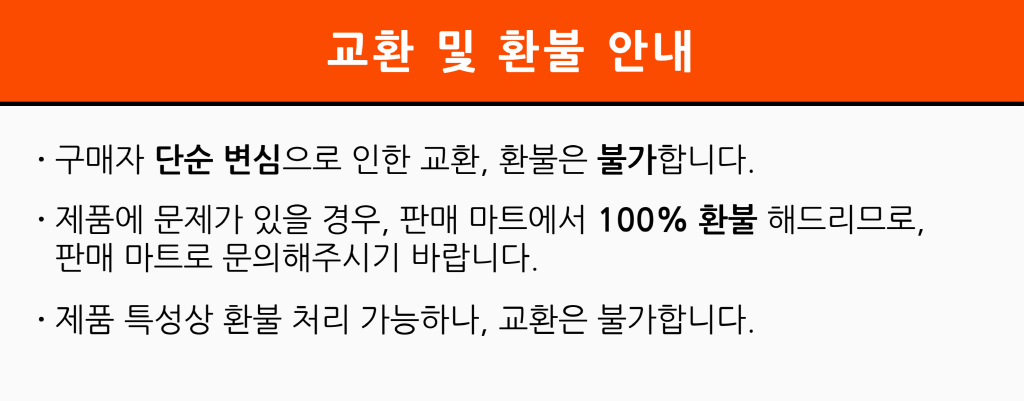 교환 및 환불 안내
· 구매자 단순 변심으로 인한 교환, 환불은 불가합니다.
· 제품에 문제가 있을 경우, 판매 마트에서 100% 환불 해드리므로,
판매 마트로 문의해주시기 바랍니다.
· 제품 특성상 환불 처리 가능하나, 교환은 불가합니다.